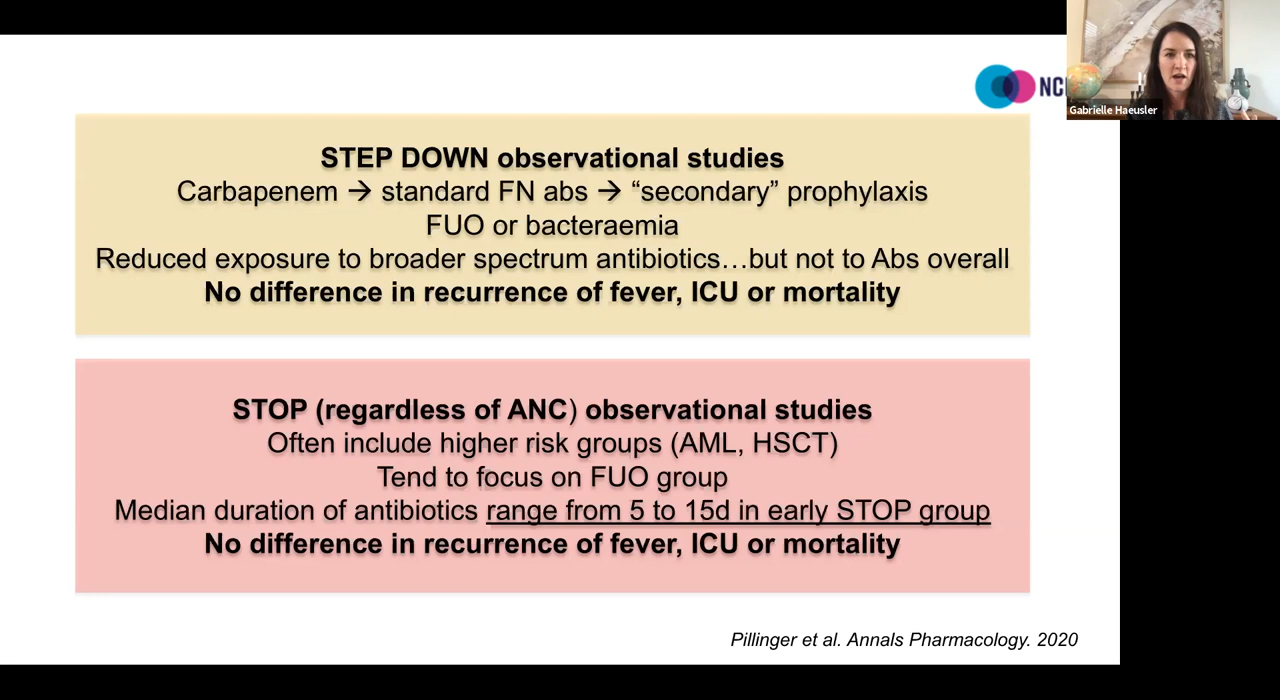 NCI
Gabrielle Haeusler
STEP DOWN observational studies
Carbapenem → standard FN abs → “secondary” prophylaxis
FUO or bacteraemia
Reduced exposure to broader spectrum antibiotics…but not to Abs overall
No difference in recurrence of fever, ICU or mortality
STOP (regardless of ANC) observational studies
Often include higher risk groups (AML, HSCT)
Tend to focus on FUO group
Median duration of antibiotics range from 5 to 15d in early STOP group
No difference in recurrence of fever, ICU or mortality
Pillinger et al. Annals Pharmacology. 2020